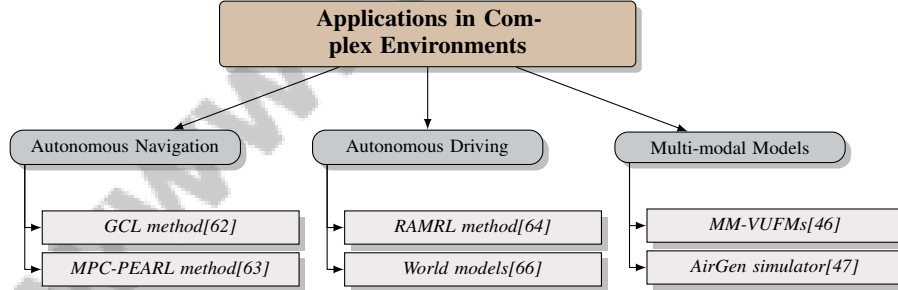 Applications in Com-
plex Environments
Autonomous Navigation
Autonomous Driving
Multi-modal Models
GCL method[62]
RAMRL method[64]
MM-VUFMs[46]
MPC-PEARL method[63]
World models[66]
AirGen simulator[47]